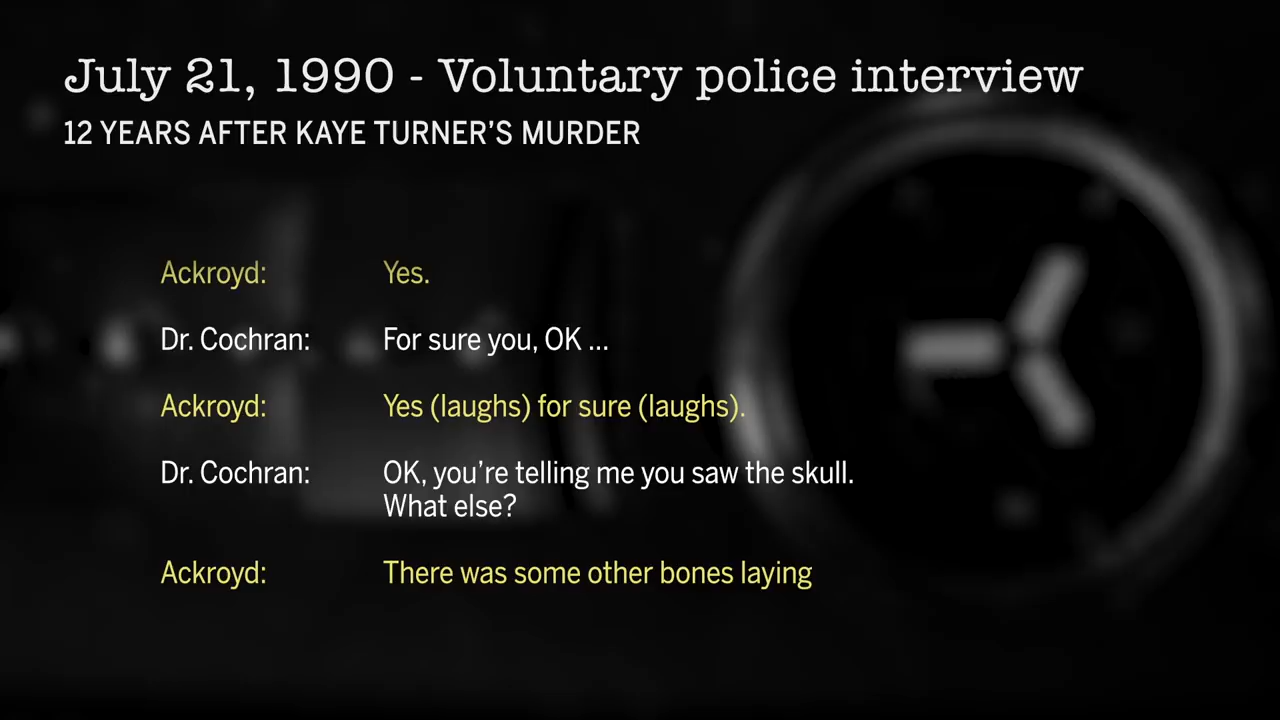 July 21, 1990 - Voluntary police interview
12 YEARS AFTER KAYE TURNER'S MURDER
Ackroyd: Yes.
Dr. Cochran: For sure you, OK ...
Ackroyd: Yes (laughs) for sure (laughs).
Dr. Cochran: OK, you're telling me you saw the skull.
What else?
Ackroyd: There was some other bones laying